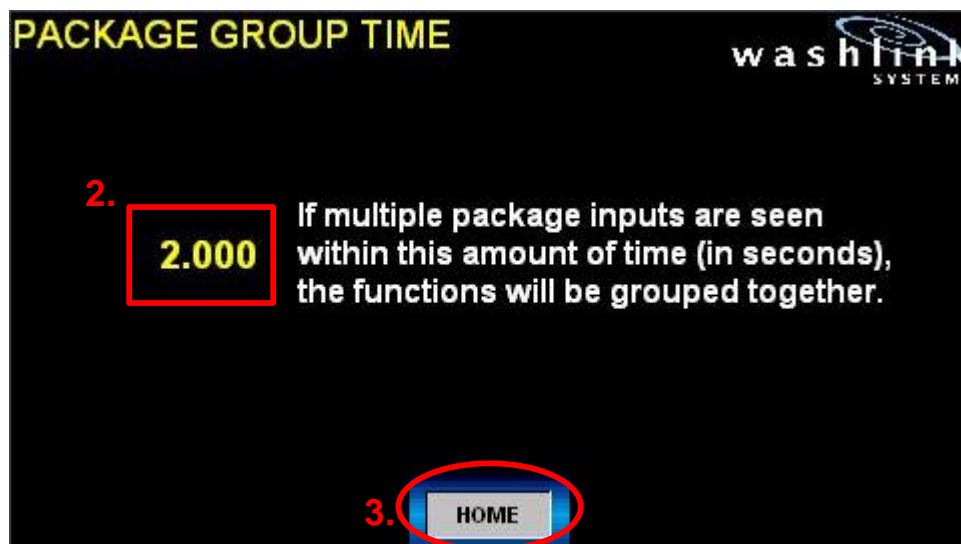 PACKAGE GROUP TIME
washlink
SYSTEM
2.
2.000
If multiple package inputs are seen
within this amount of time (in seconds),
the functions will be grouped together.
3.
HOME